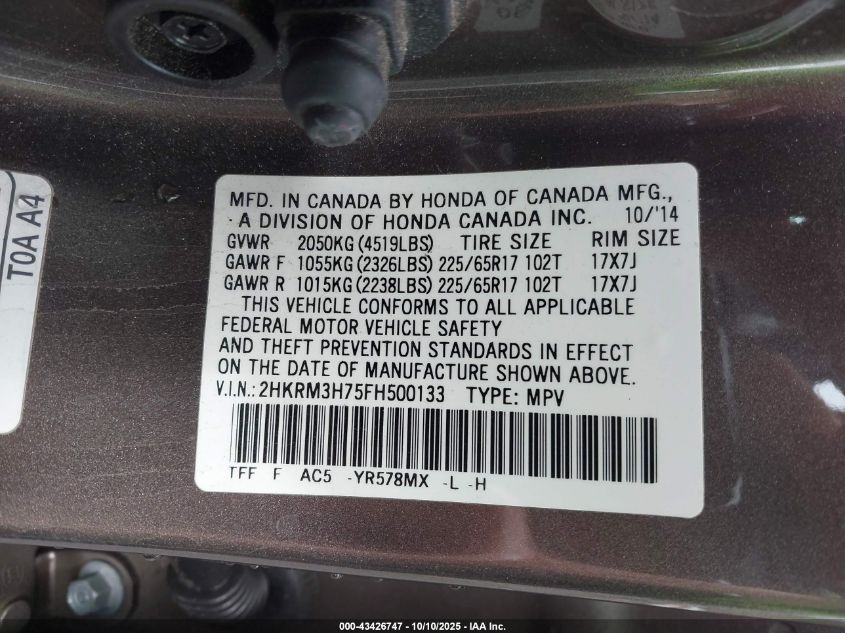 MFD. IN CANADA BY HONDA OF CANADA MFG.,
A DIVISION OF HONDA CANADA INC. 10/'14
GVWR 2050KG (4519LBS) TIRE SIZE RIM SIZE
GAWR F 1055KG (2326LBS) 225/65R17 102T 17X7J
GAWR R 1015KG (2238LBS) 225/65R17 102T 17X7J
THIS VEHICLE CONFORMS TO ALL APPLICABLE
FEDERAL MOTOR VEHICLE SAFETY
AND THEFT PREVENTION STANDARDS IN EFFECT
ON THE DATE OF MANUFACTURE SHOWN ABOVE.
V.I.N.: 2HKRM3H75FH500133 TYPE: MPV
TFF F AC5 -YR578MX -L -H
T0A A4
000-43426747 - 10/10/2025 - IAA Inc.